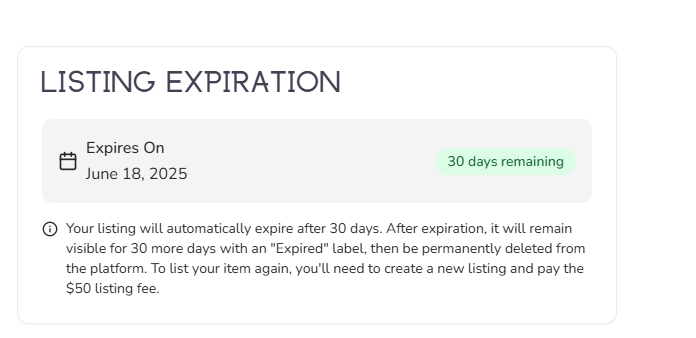 LISTING EXPIRATION
Expires On
June 18, 2025
30 days remaining
Your listing will automatically expire after 30 days. After expiration, it will remain
visible for 30 more days with an "Expired" label, then be permanently deleted from
the platform. To list your item again, you'll need to create a new listing and pay the
$50 listing fee.